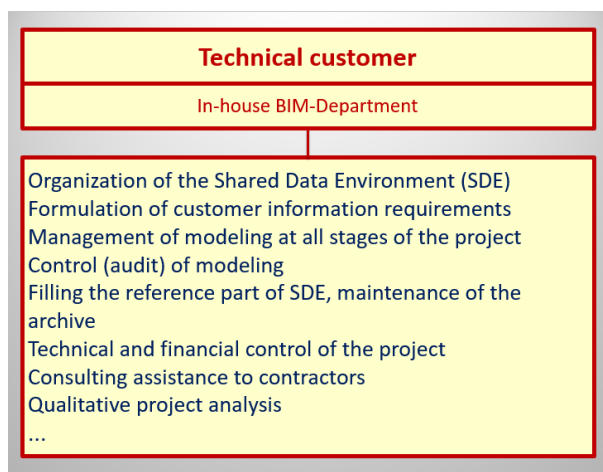 Technical customer
In-house BIM-Department
Organization of the Shared Data Environment (SDE)
Formulation of customer information requirements
Management of modeling at all stages of the project
Control (audit) of modeling
Filling the reference part of SDE, maintenance of the
archive
Technical and financial control of the project
Consulting assistance to contractors
Qualitative project analysis
...